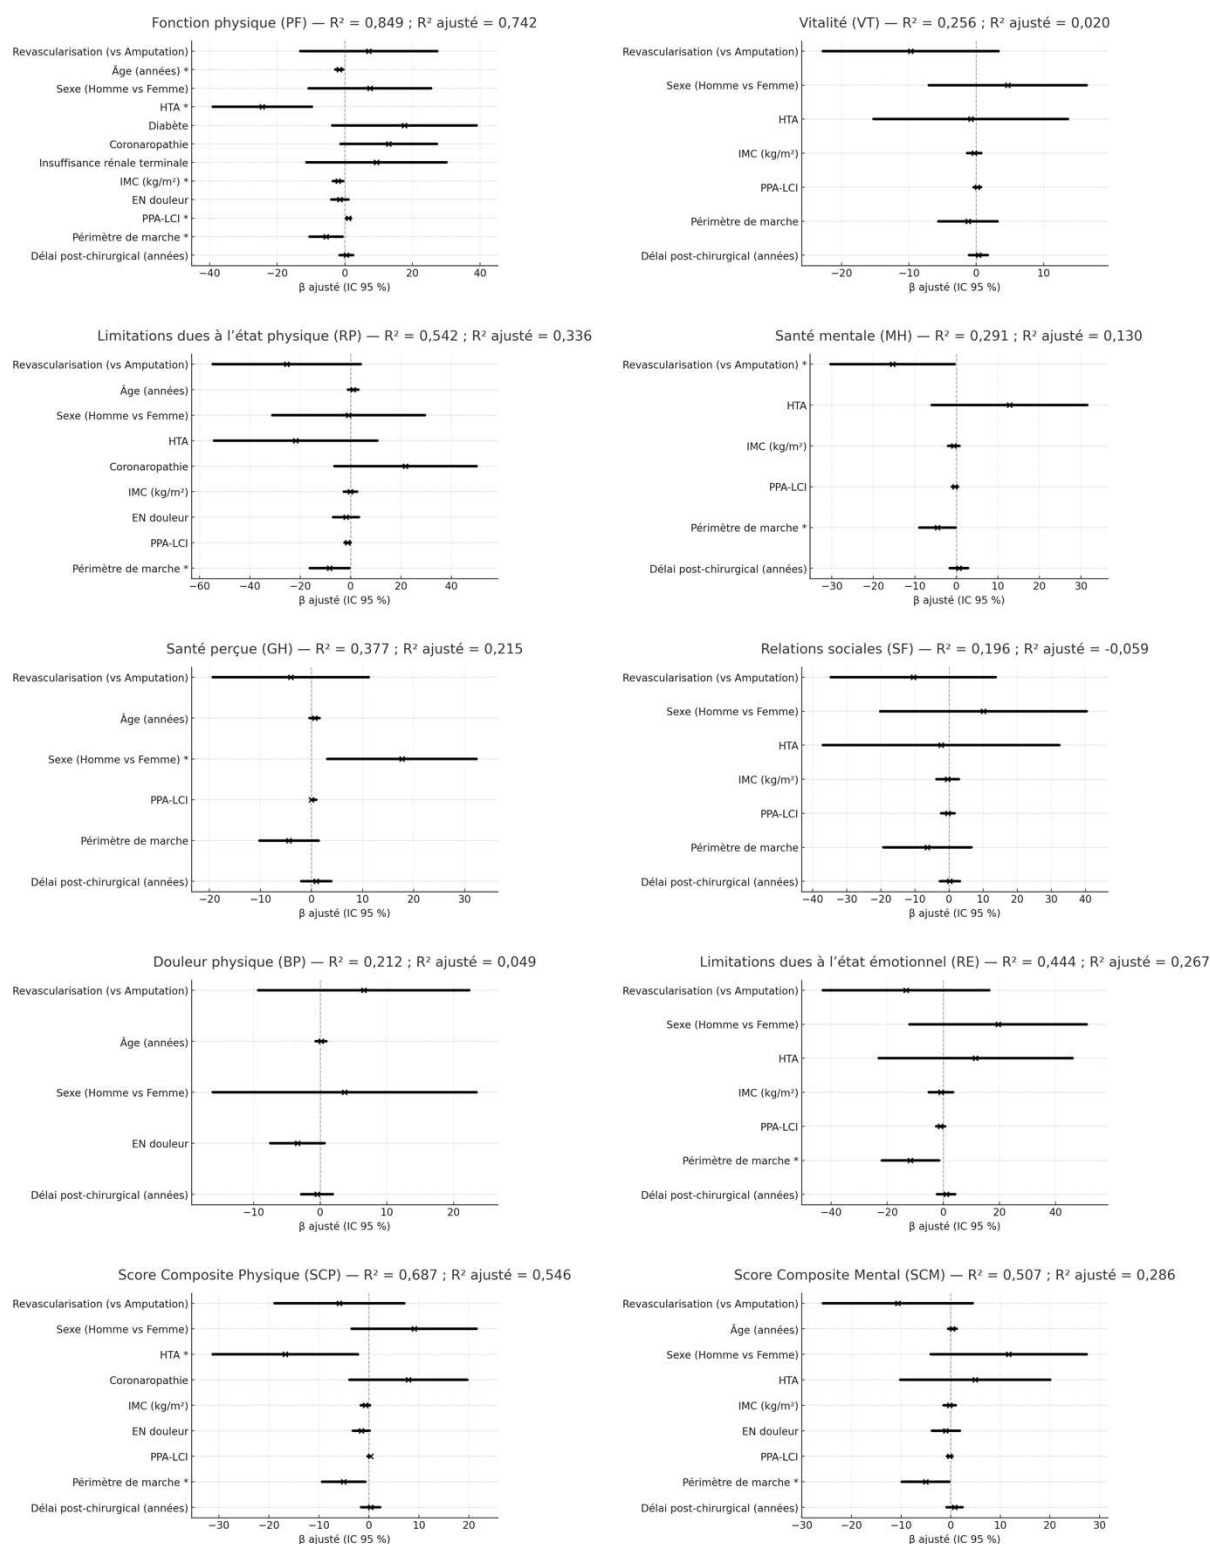 Fonction physique (PF) — R² = 0,849 ; R² ajusté = 0,742
Revascularisation (vs Amputation)
Âge (années) *
Sexe (Homme vs Femme)
HTA *
Diabète
Coronaropathie
Insuffisance rénale terminale
IMC (kg/m²) *
EN douleur
PPA-LCI *
Périmètre de marche *
Délai post-chirurgical (années)
−40 −20 0 20 40
β ajusté (IC 95 %)
Vitalité (VT) — R² = 0,256 ; R² ajusté = 0,020
Revascularisation (vs Amputation)
Sexe (Homme vs Femme)
HTA
IMC (kg/m²)
PPA-LCI
Périmètre de marche
Délai post-chirurgical (années)
−20 −10 0 10
β ajusté (IC 95 %)
Limitations dues à l’état physique (RP) — R² = 0,542 ; R² ajusté = 0,336
Revascularisation (vs Amputation)
Âge (années)
Sexe (Homme vs Femme)
HTA
Coronaropathie
IMC (kg/m²)
EN douleur
PPA-LCI
Périmètre de marche *
−60 −40 −20 0 20 40
β ajusté (IC 95 %)
Santé mentale (MH) — R² = 0,291 ; R² ajusté = 0,130
Revascularisation (vs Amputation) *
HTA
IMC (kg/m²)
PPA-LCI
Périmètre de marche *
Délai post-chirurgical (années)
−30 −20 −10 0 10 20 30
β ajusté (IC 95 %)
Santé perçue (GH) — R² = 0,377 ; R² ajusté = 0,215
Revascularisation (vs Amputation)
Âge (années)
Sexe (Homme vs Femme) *
PPA-LCI
Périmètre de marche
Délai post-chirurgical (années)
−20 −10 0 10 20 30
β ajusté (IC 95 %)
Relations sociales (SF) — R² = 0,196 ; R² ajusté = -0,059
Revascularisation (vs Amputation)
Sexe (Homme vs Femme)
HTA
IMC (kg/m²)
PPA-LCI
Périmètre de marche
Délai post-chirurgical (années)
−40 −30 −20 −10 0 10 20 30 40
β ajusté (IC 95 %)
Douleur physique (BP) — R² = 0,212 ; R² ajusté = 0,049
Revascularisation (vs Amputation)
Âge (années)
Sexe (Homme vs Femme)
EN douleur
Délai post-chirurgical (années)
−10 0 10 20
β ajusté (IC 95 %)
Limitations dues à l’état émotionnel (RE) — R² = 0,444 ; R² ajusté = 0,267
Revascularisation (vs Amputation)
Sexe (Homme vs Femme)
HTA
IMC (kg/m²)
PPA-LCI
Périmètre de marche *
Délai post-chirurgical (années)
−40 −20 0 20 40
β ajusté (IC 95 %)
Score Composite Physique (SCP) — R² = 0,687 ; R² ajusté = 0,546
Revascularisation (vs Amputation)
Sexe (Homme vs Femme)
HTA *
Coronaropathie
IMC (kg/m²)
EN douleur
PPA-LCI
Périmètre de marche *
Délai post-chirurgical (années)
−30 −20 −10 0 10 20
β ajusté (IC 95 %)
Score Composite Mental (SCM) — R² = 0,507 ; R² ajusté = 0,286
Revascularisation (vs Amputation)
Âge (années)
Sexe (Homme vs Femme)
HTA
IMC (kg/m²)
EN douleur
PPA-LCI
Périmètre de marche *
Délai post-chirurgical (années)
−30 −20 −10 0 10 20 30
β ajusté (IC 95 %)